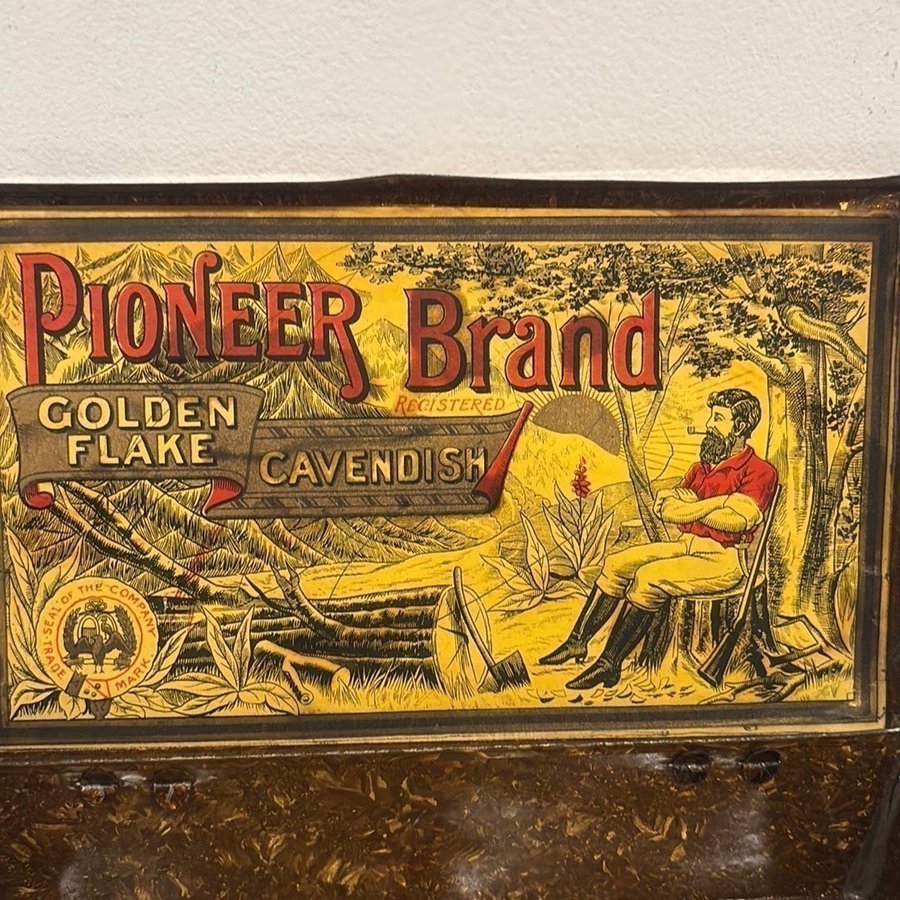 PIONEER Brand
REGISTERED
GOLDEN
FLAKE
CAVENDISH
SEAL OF THE COMPANY
TRADE MARK